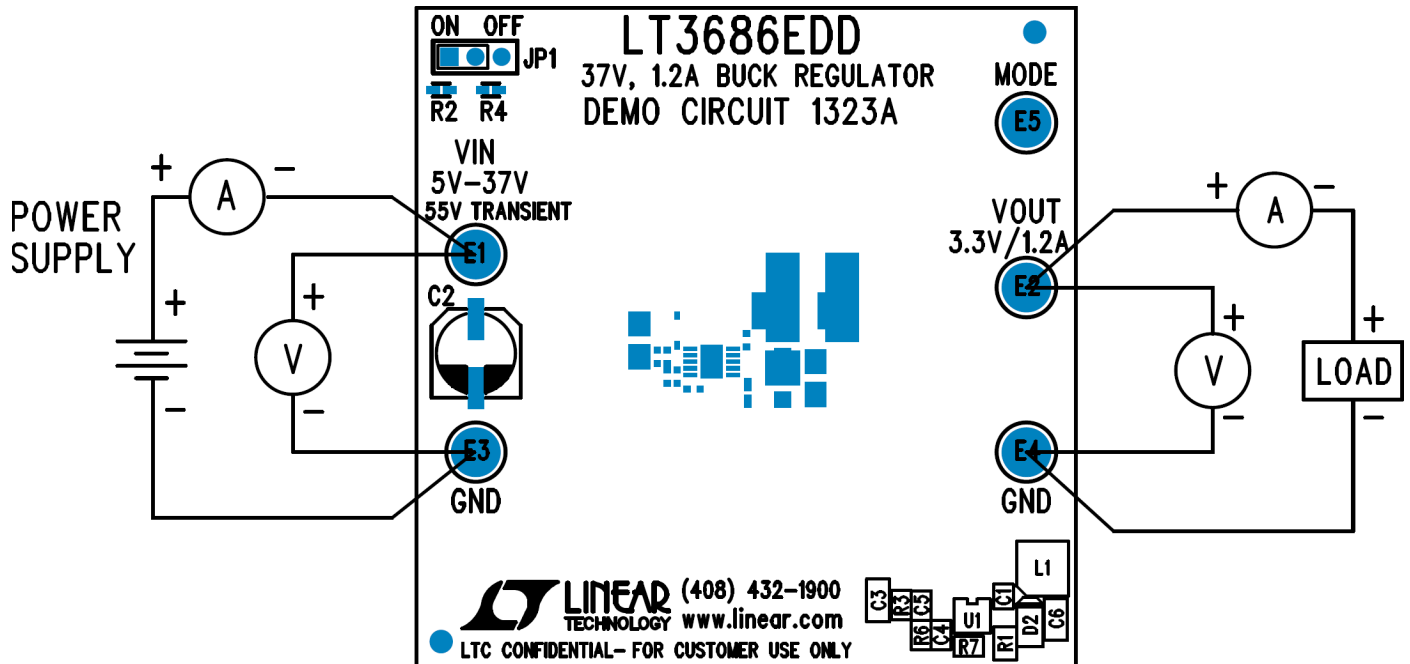 ON OFF
JP1
R2 R4
LT3686EDD
37V, 1.2A BUCK REGULATOR
DEMO CIRCUIT 1323A
MODE
E5
VIN
5V-37V
55V TRANSIENT
E1
C2
E3
GND
POWER
SUPPLY
+ A -
+
-
+
V
-
VOUT
3.3V/1.2A
E2
E4
GND
+ A -
+
V
-
+
LOAD
-
LINEAR
TECHNOLOGY
(408) 432-1900
www.linear.com
LTC CONFIDENTIAL-FOR CUSTOMER USE ONLY
L1
C3
R3
C5
R6
C4
U1
R7
C1
R1
D2
C6